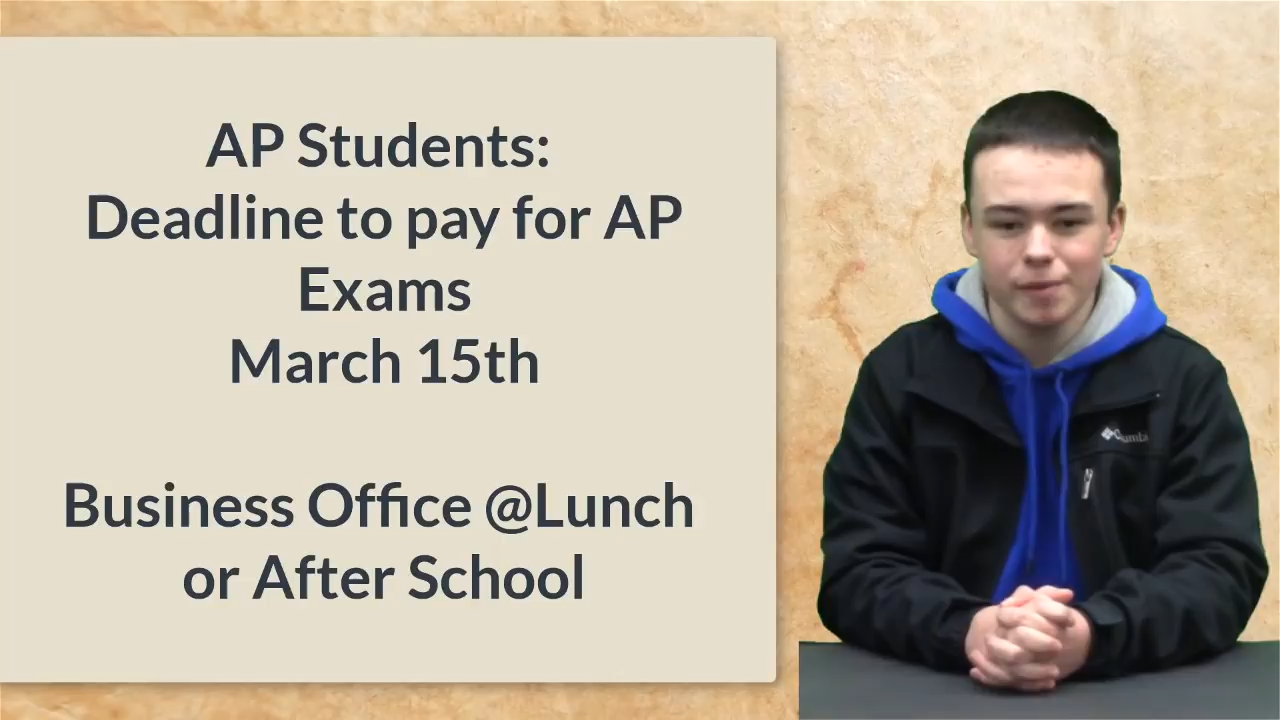 AP Students:
Deadline to pay for AP
Exams
March 15th
Business Office @Lunch
or After School